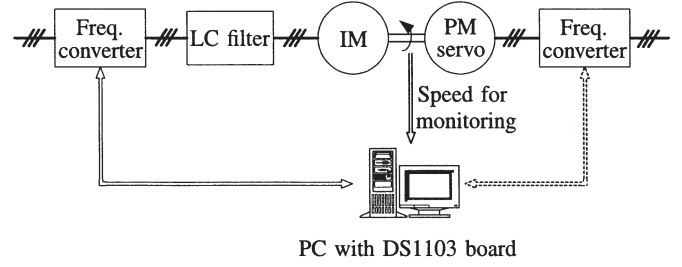 Freq.
converter
LC filter
IM
PM
servo
Freq.
converter
Speed for
monitoring
PC with DS1103 board